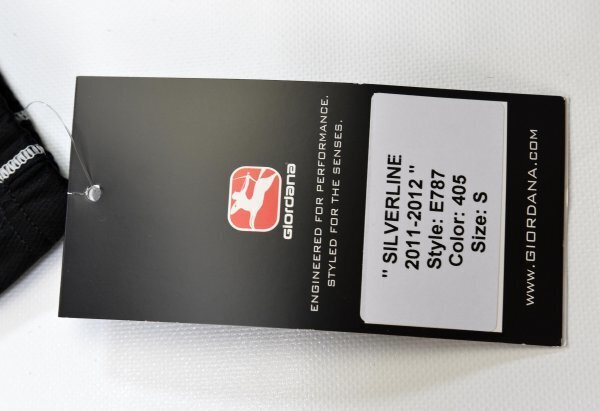 GIORDANA
ENGINEERED FOR PERFORMANCE.
STYLED FOR THE SENSES.
" SILVERLINE
2011-2012 "
Style: E787
Color: 405
Size: S
WWW.GIORDANA.COM